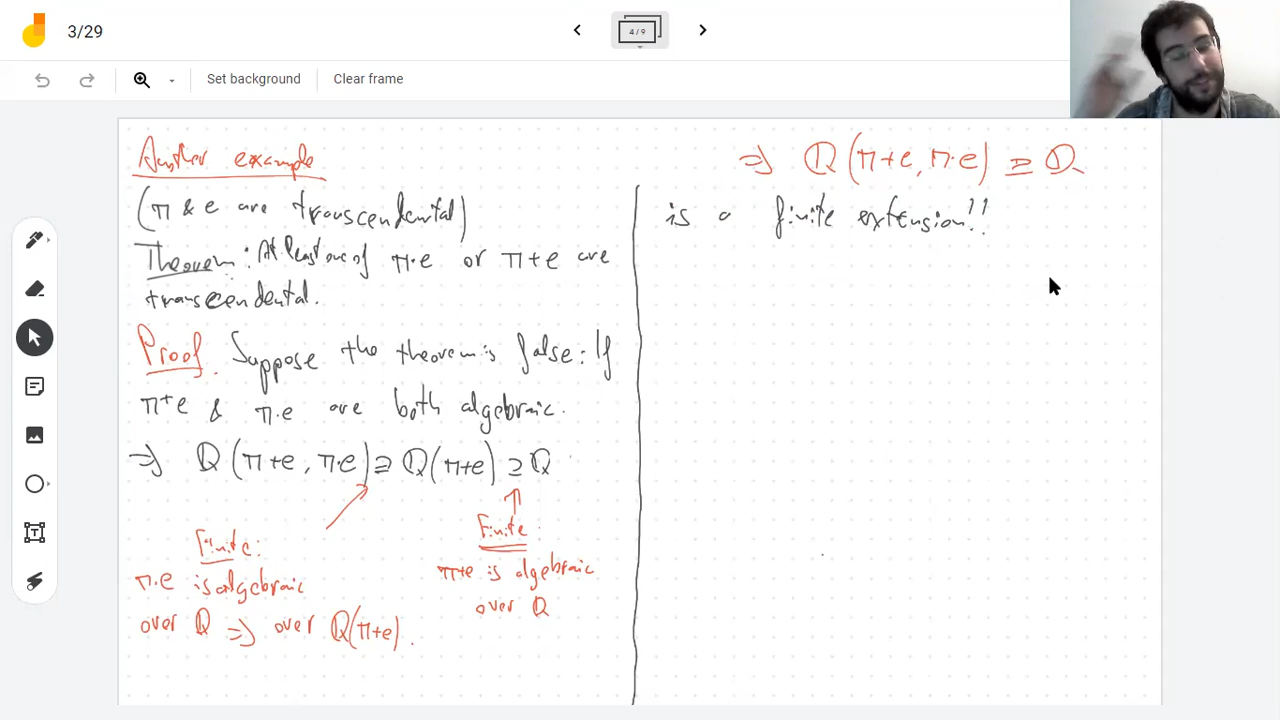 3/29
4/9
Set background
Clear frame
Another example
(π & e are transcendental)
Theorem: At least one of π·e or π+e are
transcendental.
Proof. Suppose the theorem is false: If
π+e & π·e are both algebraic.
⇒ ℚ(π+e, π·e) ⊇ ℚ(π+e) ⊇ ℚ
Finite:
π·e is algebraic
over ℚ ⇒ over ℚ(π+e).
Finite:
π+e is algebraic
over ℚ
⇒ ℚ(π+e, π·e) ⊇ ℚ
is a finite extension!!